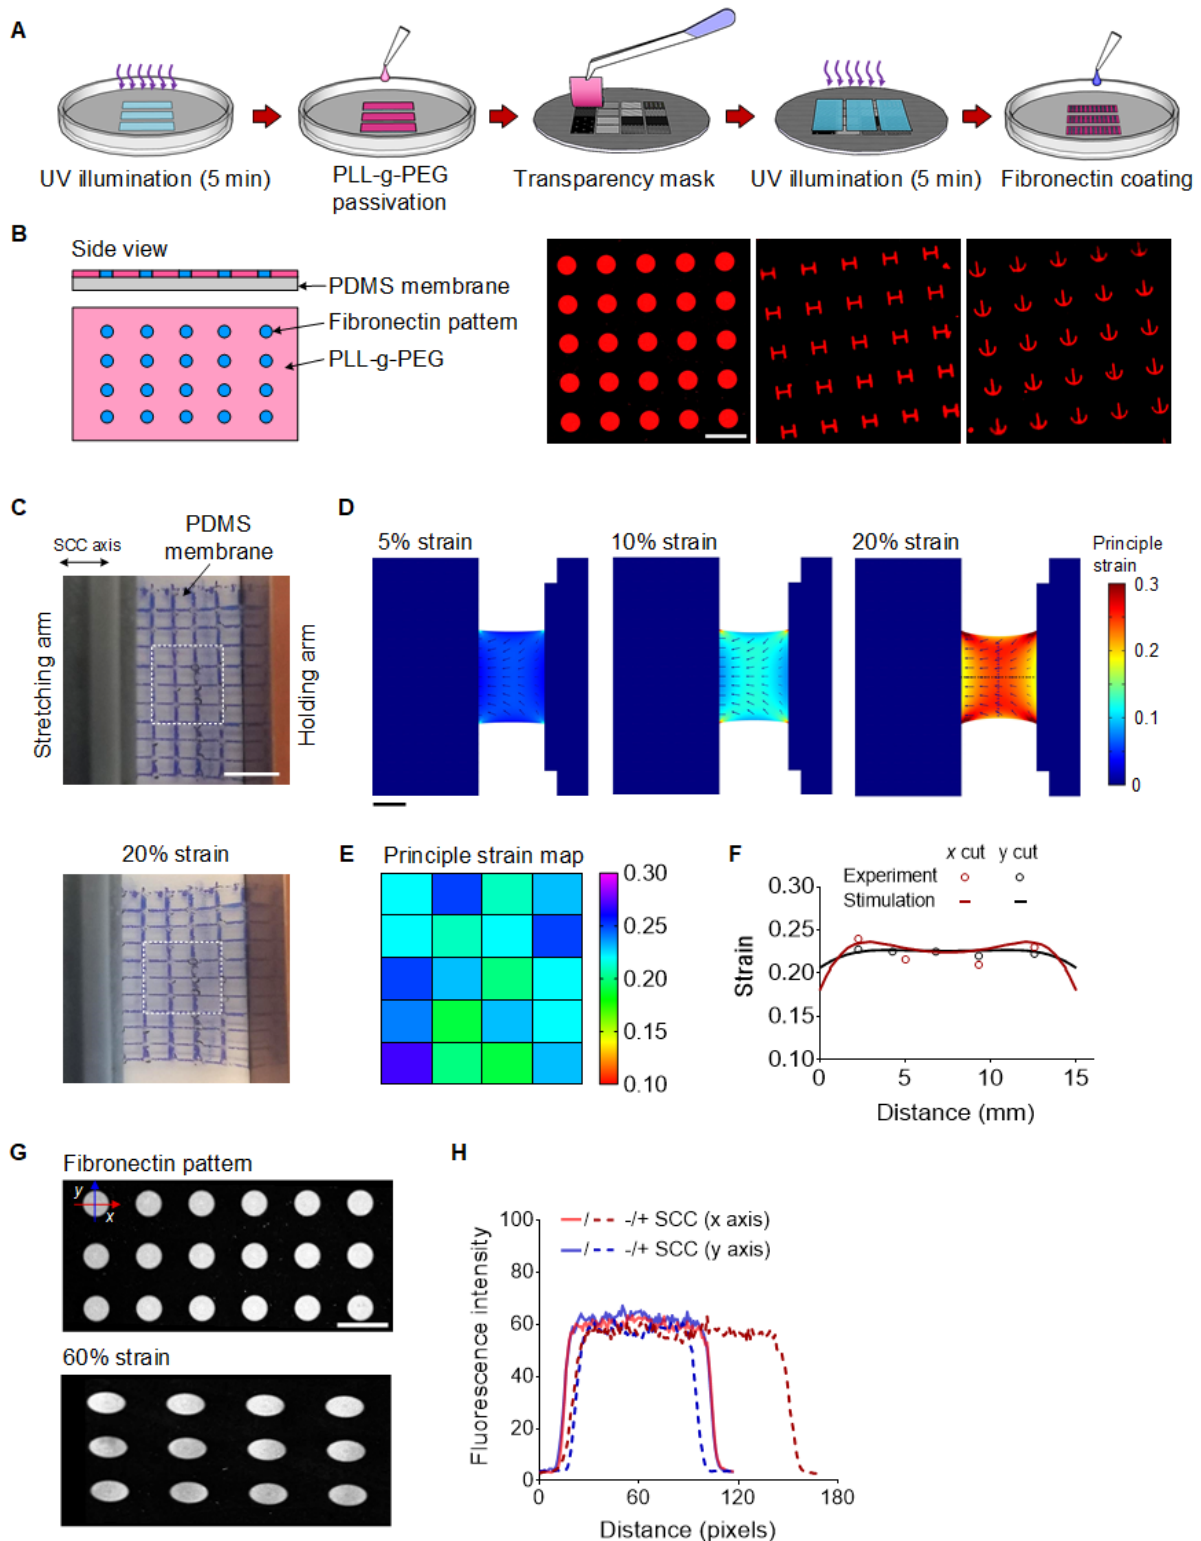 A
UV illumination (5 min)
PLL-g-PEG
passivation
Transparency mask
UV illumination (5 min)
Fibronectin coating
B
Side view
PDMS membrane
Fibronectin pattern
PLL-g-PEG
C
SCC axis
PDMS
membrane
Stretching arm
Holding arm
20% strain
D
5% strain
10% strain
20% strain
Principle
strain
0.3
0.2
0.1
0
E
Principle strain map
0.30
0.25
0.20
0.15
0.10
F
x cut
y cut
Experiment
Stimulation
0.30
0.25
0.20
0.15
0.10
Strain
0
5
10
15
Distance (mm)
G
Fibronectin pattern
y
x
60% strain
H
-/+ SCC (x axis)
-/+ SCC (y axis)
100
80
60
40
20
0
Fluorescence intensity
0
60
120
180
Distance (pixels)